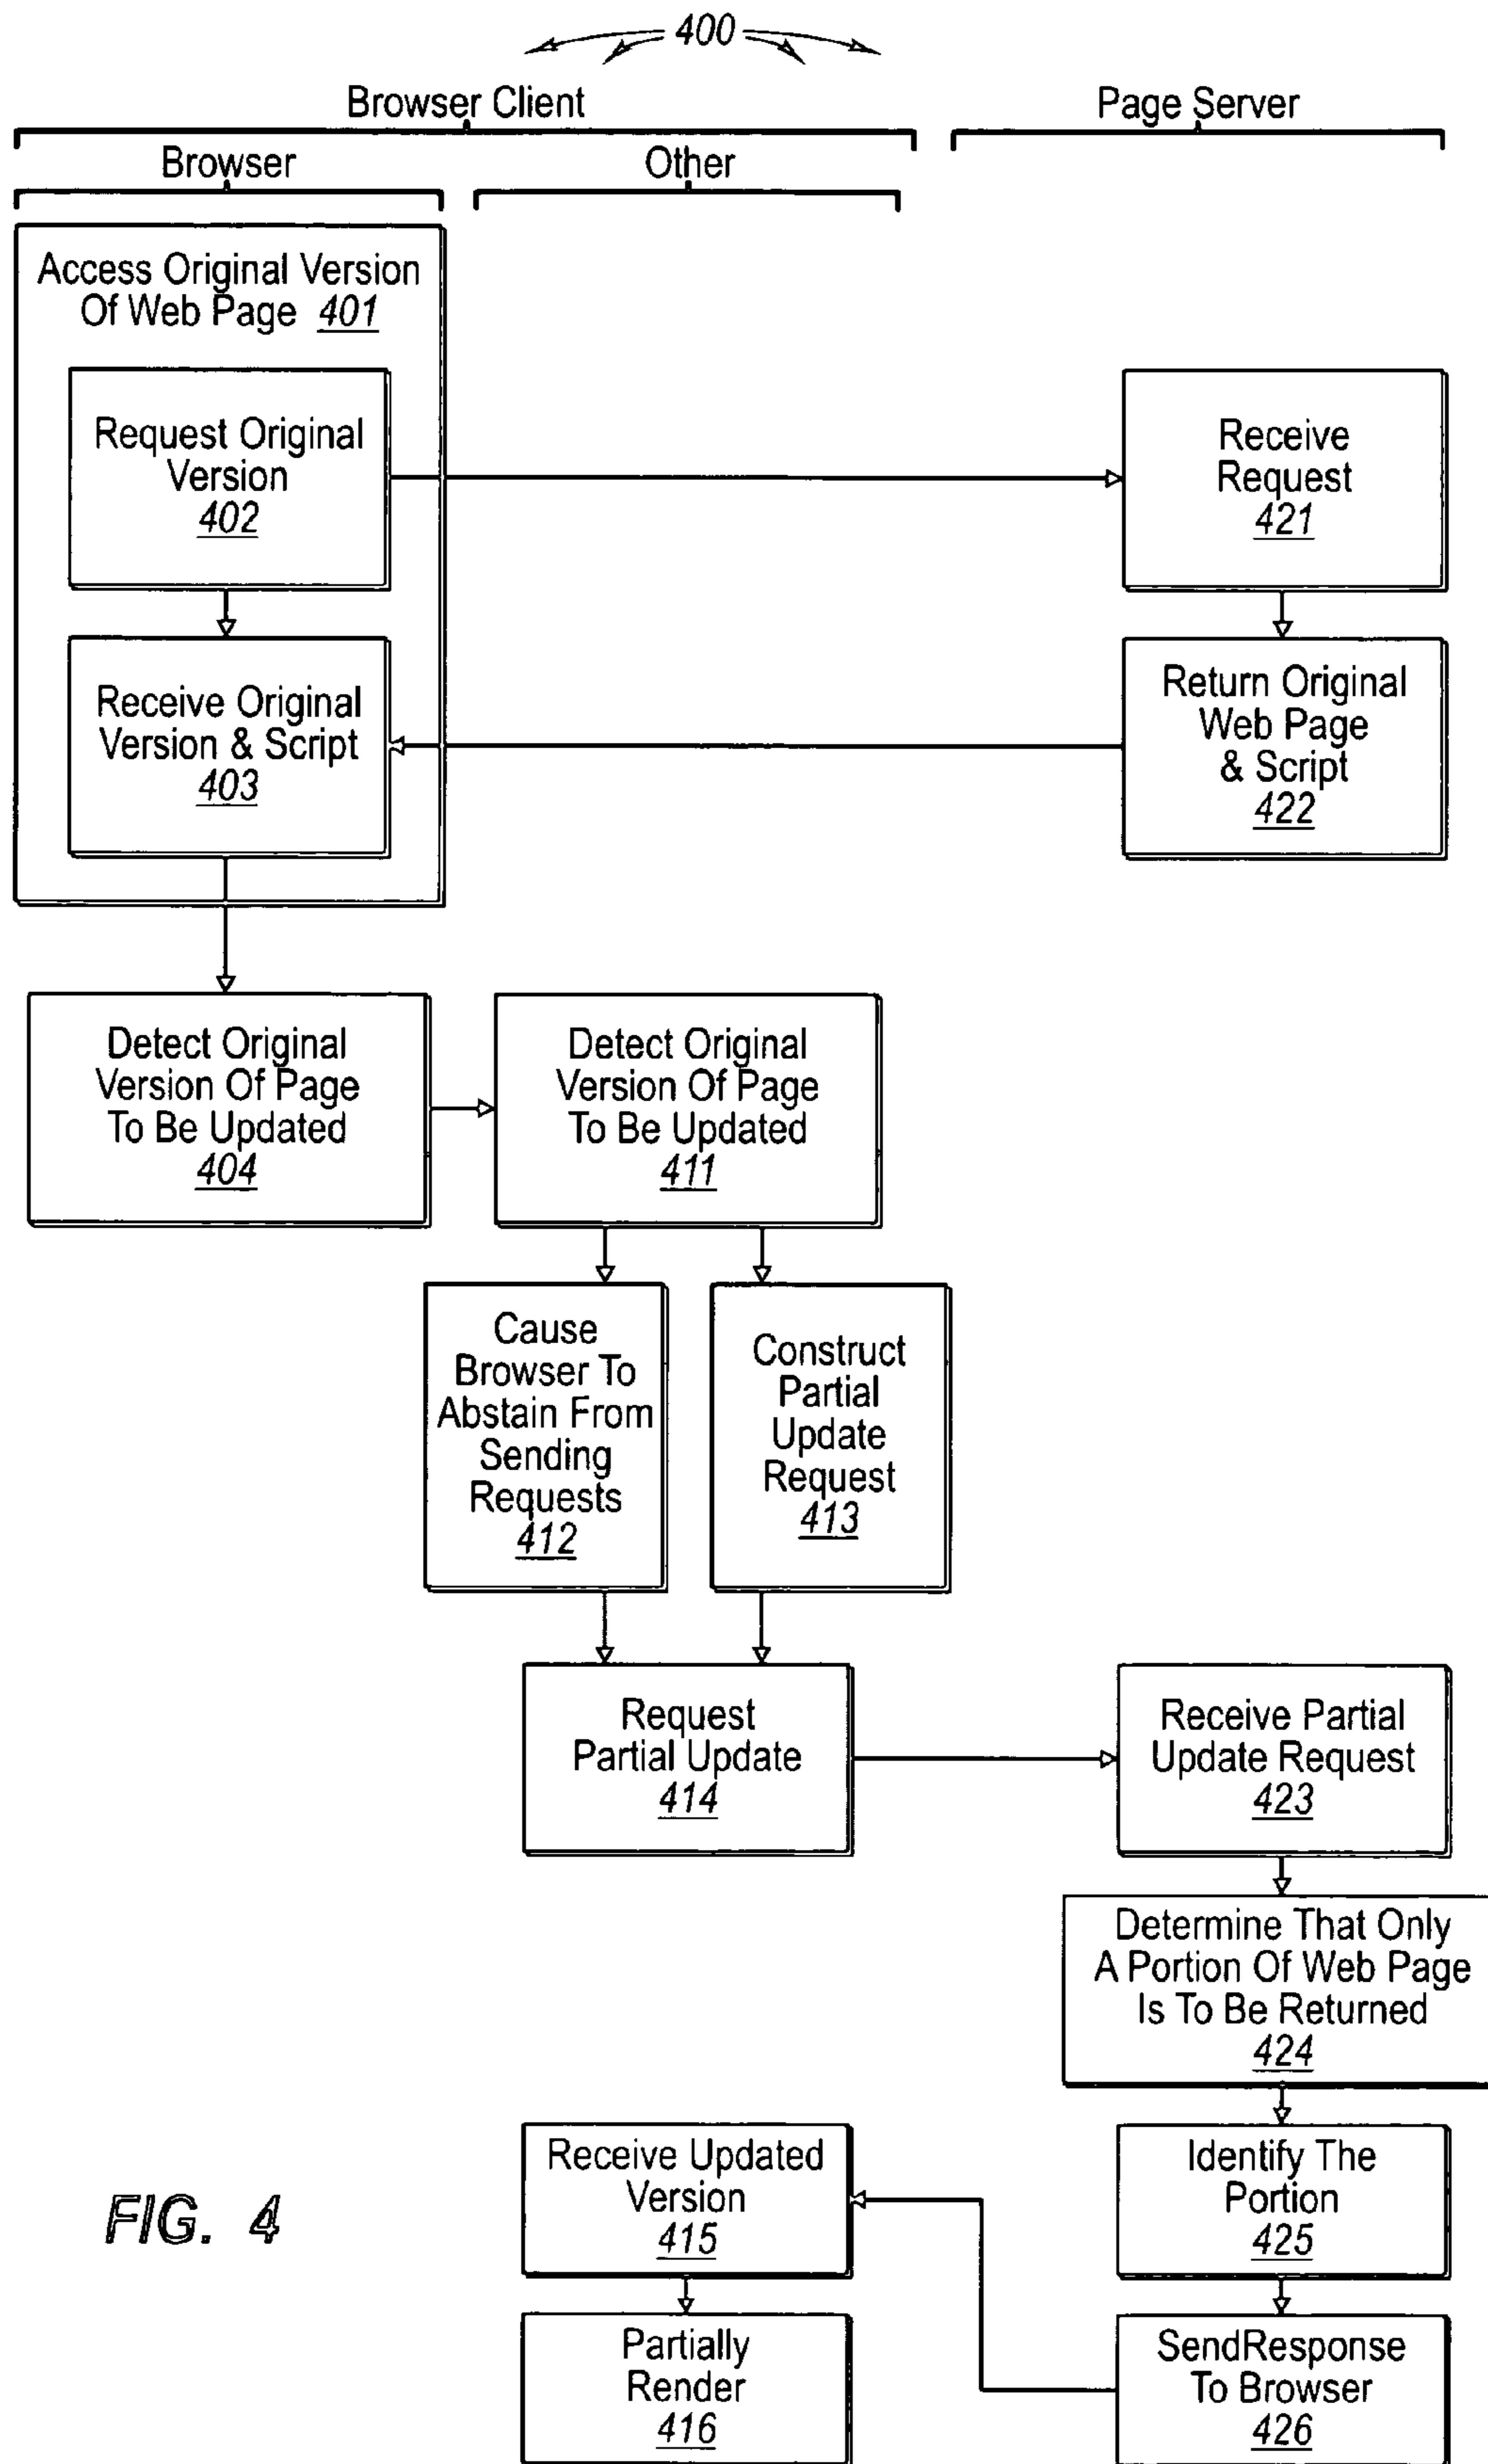 400
Browser Client
Page Server
Browser
Other
Access Original Version
Of Web Page 401
Request Original
Version
402
Receive
Request
421
Receive Original
Version & Script
403
Return Original
Web Page
& Script
422
Detect Original
Version Of Page
To Be Updated
404
Detect Original
Version Of Page
To Be Updated
411
Cause
Browser To
Abstain From
Sending
Requests
412
Construct
Partial
Update
Request
413
Request
Partial Update
414
Receive Partial
Update Request
423
Determine That Only
A Portion Of Web Page
Is To Be Returned
424
Receive Updated
Version
415
Identify The
Portion
425
Partially
Render
416
SendResponse
To Browser
426
FIG. 4